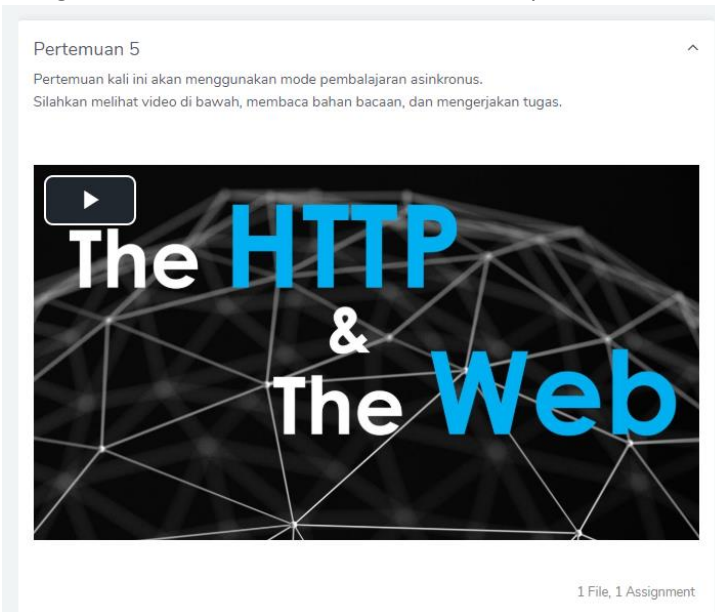 Pertemuan 5
Pertemuan kali ini akan menggunakan mode pembalajaran asinkronus.
Silahkan melihat video di bawah, membaca bahan bacaan, dan mengerjakan tugas.
The HTTP
&
The Web
1 File, 1 Assignment